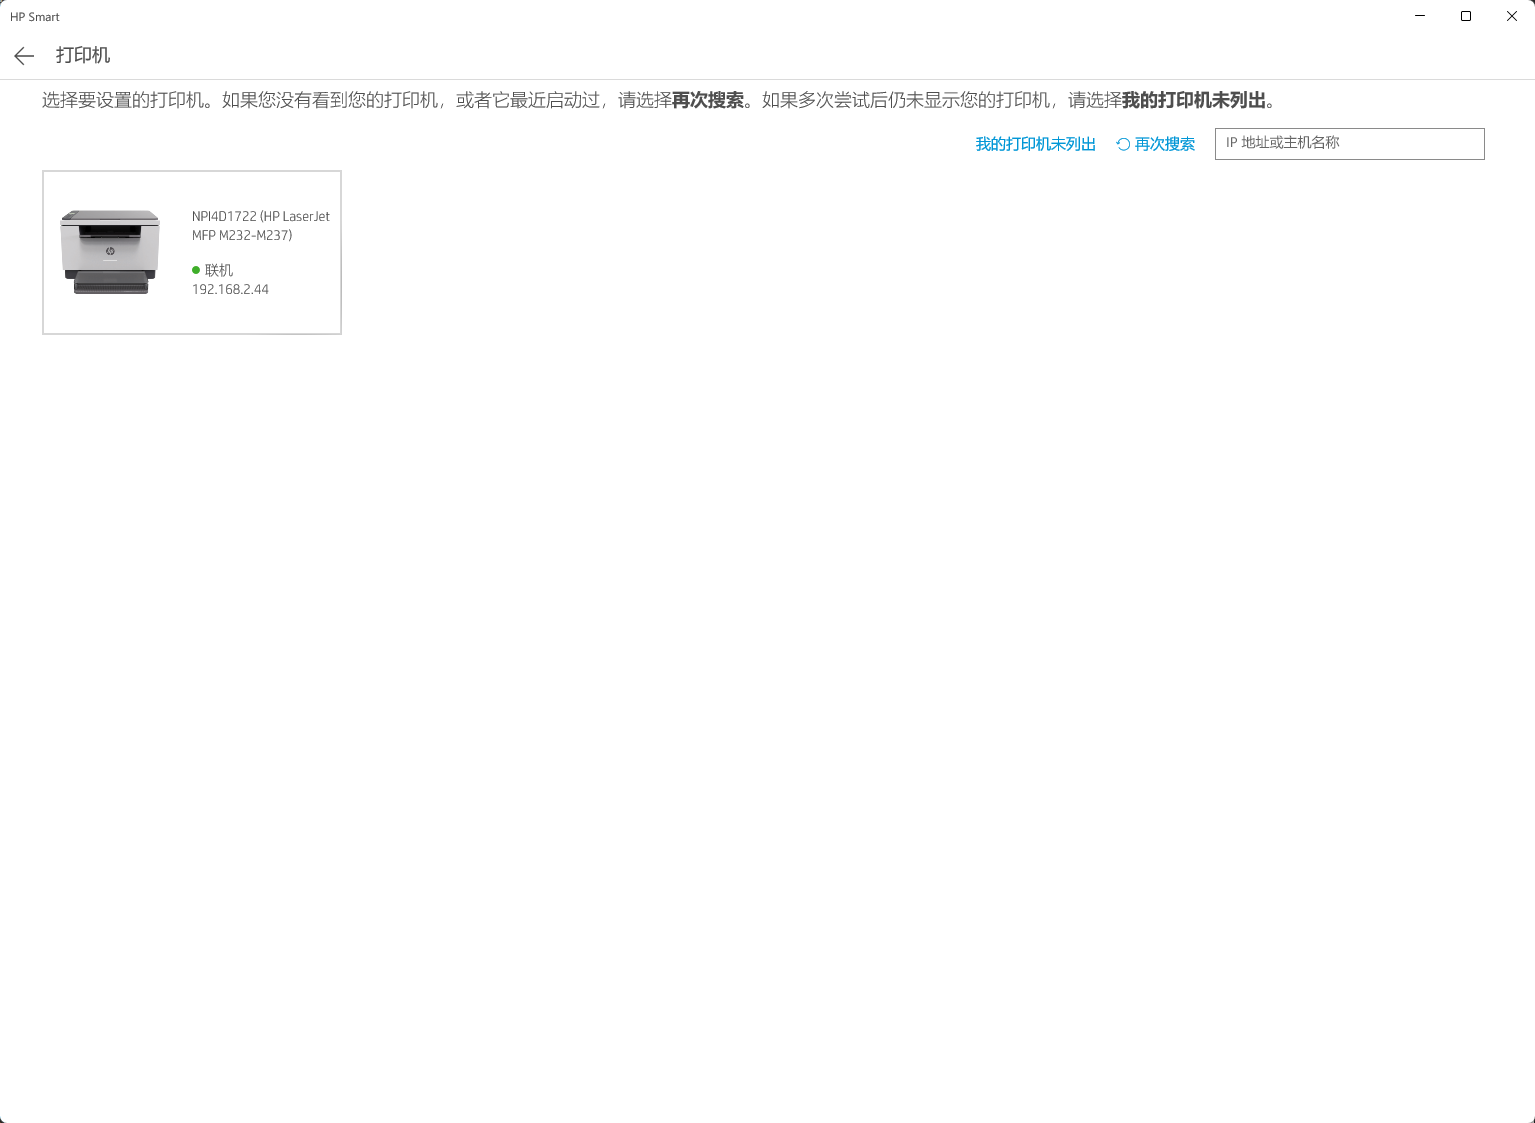 HP Smart
打印机
选择要设置的打印机。如果您没有看到您的打印机，或者它最近启动过，请选择再次搜索。如果多次尝试后仍未显示您的打印机，请选择我的打印机未列出。
我的打印机未列出 再次搜索 IP 地址或主机名称
NPI4D1722 (HP LaserJet
MFP M232-M237)
联机
192.168.2.44